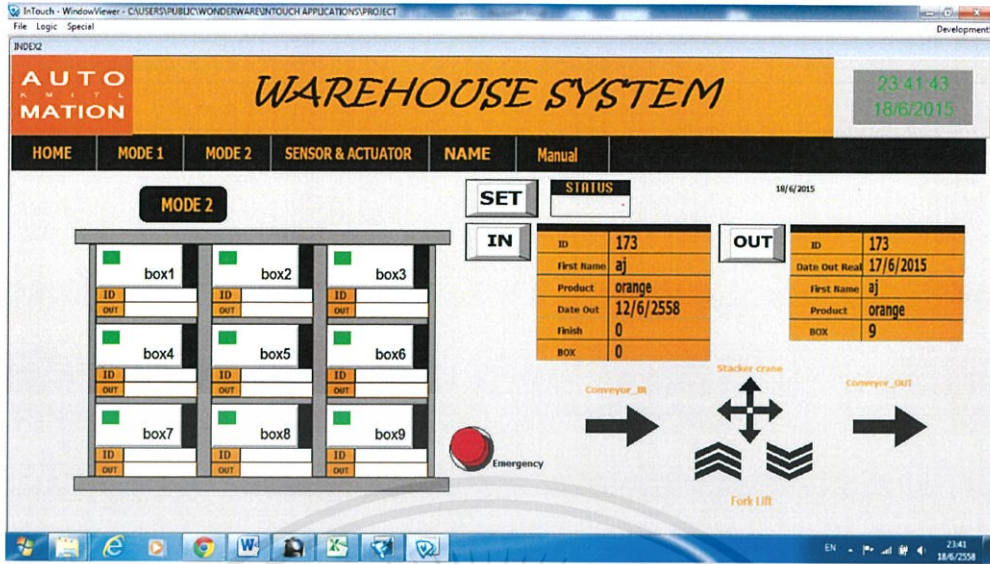 InTouch - WindowViewer - C:\USERS\PUBLIC\WONDERWARE\INTOUCH APPLICATIONS\PROJECT
File Logic Special
Development
INDEX2
AUTO
KMITL
MATION
WAREHOUSE SYSTEM
23:41:43
18/6/2015
HOME MODE 1 MODE 2 SENSOR & ACTUATOR NAME Manual
MODE 2
SET STATUS
18/6/2015
IN
ID 173
First Name aj
Product orange
Date Out 12/6/2558
Finish 0
BOX 0
OUT
ID 173
Date Out Real 17/6/2015
First Name aj
Product orange
BOX 9
box1 box2 box3
ID ID ID
OUT OUT OUT
box4 box5 box6
ID ID ID
OUT OUT OUT
box7 box8 box9
ID ID ID
OUT OUT OUT
Emergency
Conveyor_IN
Stacker crane
Conveyor_OUT
Fork Lift
EN
23:41
18/6/2558